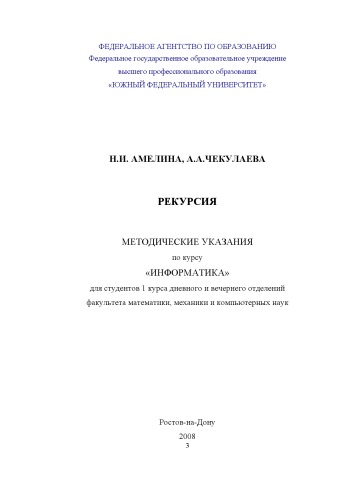 ФЕДЕРАЛЬНОЕ АГЕНТСТВО ПО ОБРАЗОВАНИЮ
Федеральное государственное образовательное учреждение
высшего профессионального образования
«ЮЖНЫЙ ФЕДЕРАЛЬНЫЙ УНИВЕРСИТЕТ»
Н.И. АМЕЛИНА, А.А.ЧЕКУЛАЕВА
РЕКУРСИЯ
МЕТОДИЧЕСКИЕ УКАЗАНИЯ
по курсу
«ИНФОРМАТИКА»
для студентов 1 курса дневного и вечернего отделений
факультета математики, механики и компьютерных наук
Ростов-на-Дону
2008
3